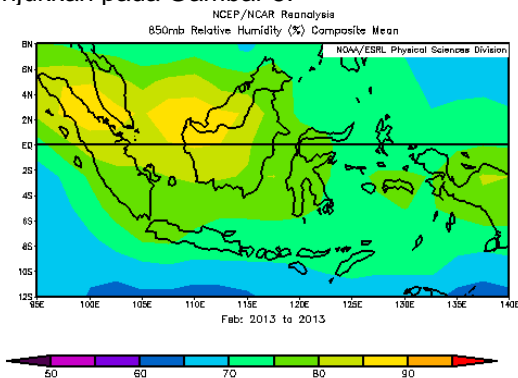 NCEP/NCAR Reanalysis
850mb Relative Humidity (%) Composite Mean
NOAA/ESRL Physical Sciences Division
8N
6N
4N
2N
EQ
2S
4S
6S
8S
10S
12S
100E 105E 110E 115E 120E 125E 130E 135E 140E
Feb: 2013 to 2013
50 60 70 80 90